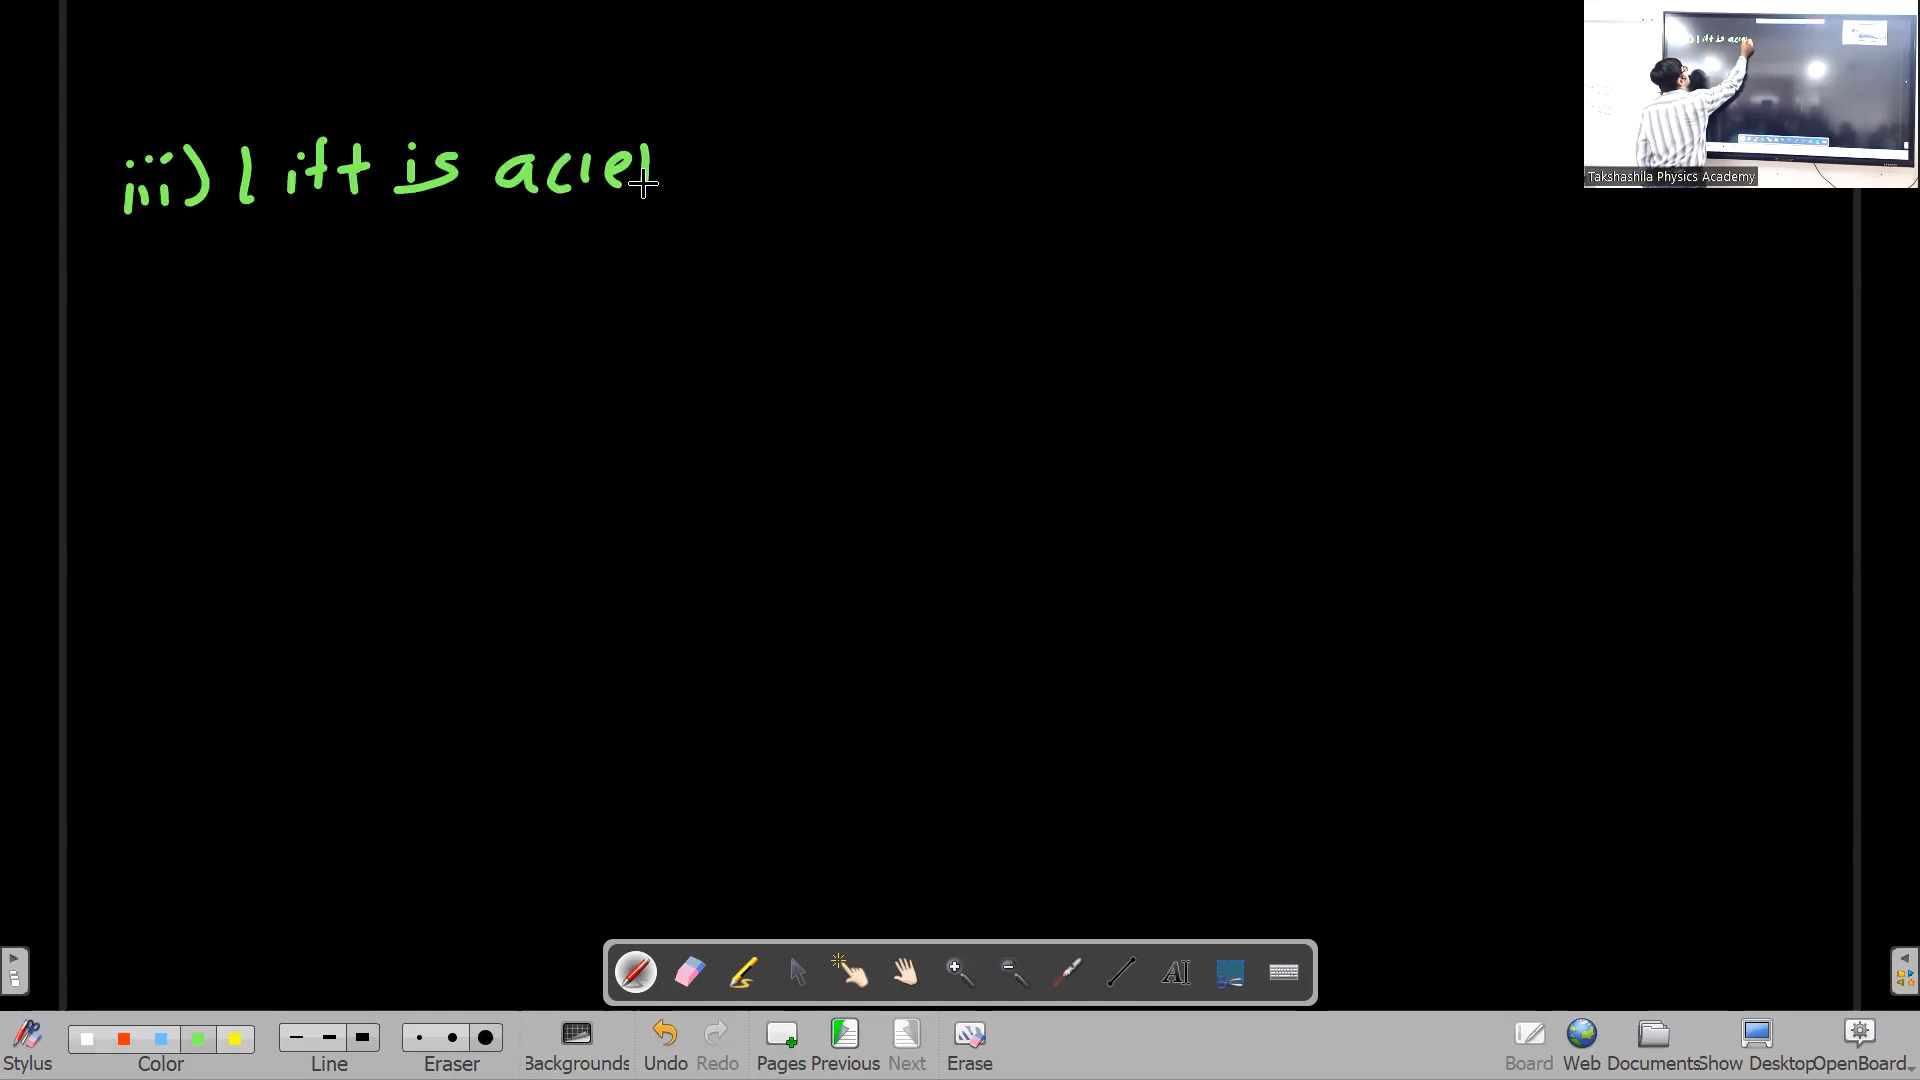 iii) lift is accel
Takshashila Physics Academy
Stylus
Color
Line
Eraser
Backgrounds
Undo
Redo
Pages
Previous
Next
Erase
Board
Web
Documents
Show Desktop
OpenBoard